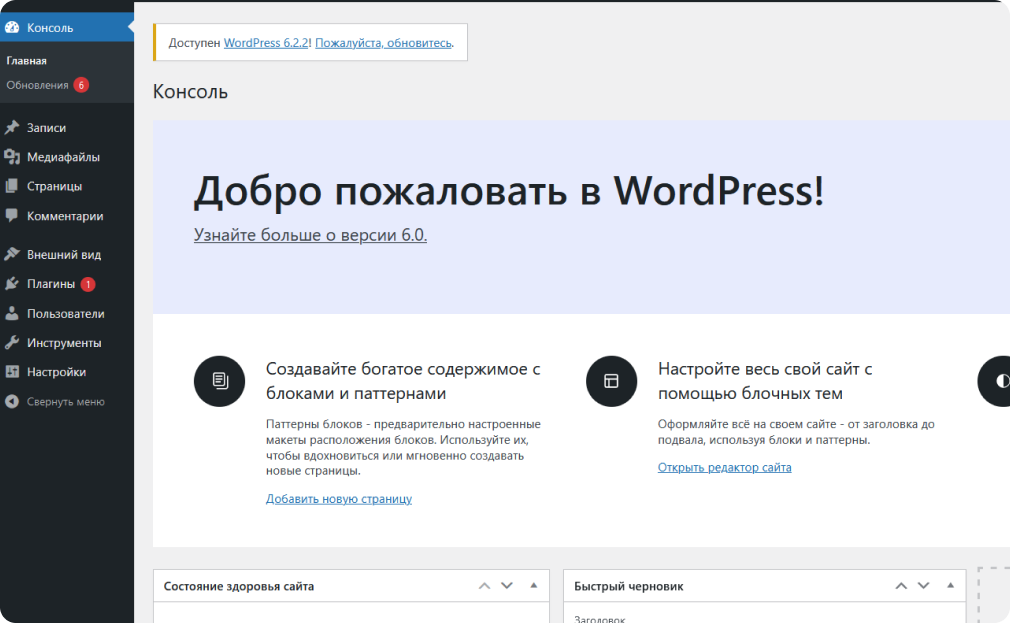 Консоль
Главная
Обновления 6
Записи
Медиафайлы
Страницы
Комментарии
Внешний вид
Плагины 1
Пользователи
Инструменты
Настройки
Свернуть меню
Доступен WordPress 6.2.2! Пожалуйста, обновитесь.
Консоль
Добро пожаловать в WordPress!
Узнайте больше о версии 6.0.
Создавайте богатое содержимое с
блоками и паттернами
Паттерны блоков - предварительно настроенные
макеты расположения блоков. Используйте их,
чтобы вдохновиться или мгновенно создавать
новые страницы.
Добавить новую страницу
Настройте весь свой сайт с
помощью блочных тем
Оформляйте всё на своем сайте - от заголовка до
подвала, используя блоки и паттерны.
Открыть редактор сайта
Состояние здоровья сайта
Быстрый черновик
Заголовок